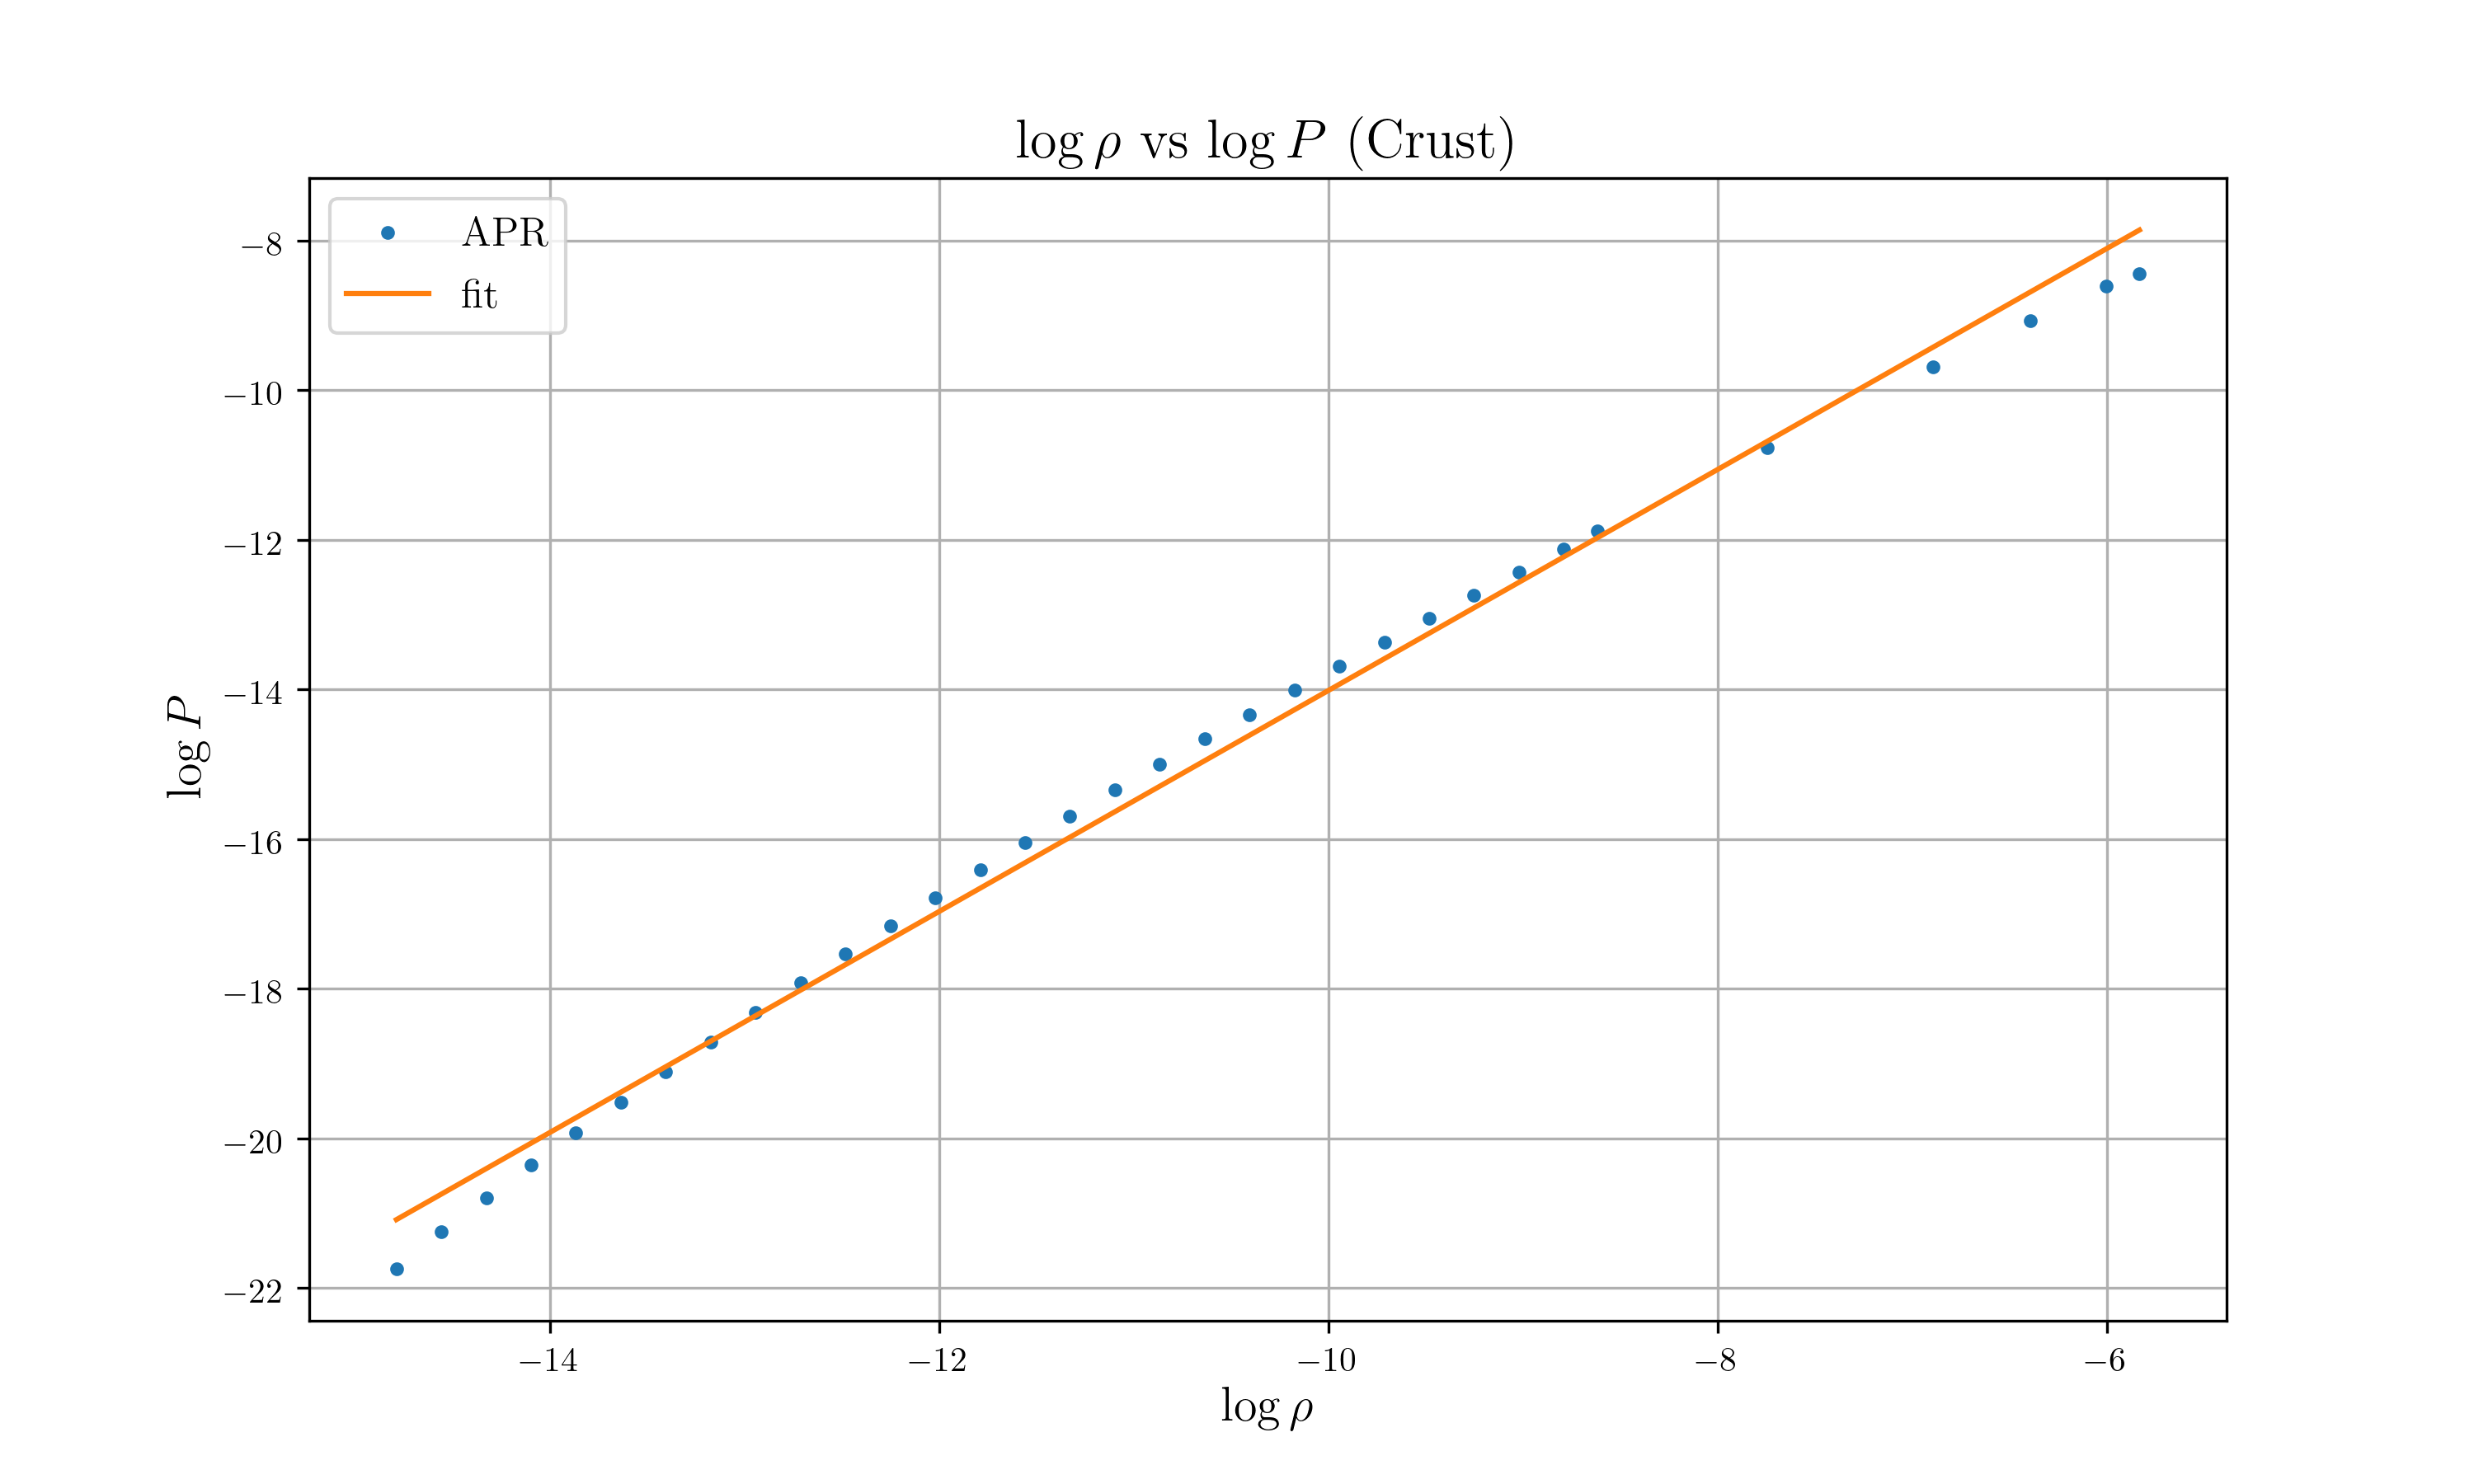 log ρ vs log P (Crust)
APR
fit
−8
−10
−12
−14
−16
−18
−20
−22
log P
−14 −12 −10 −8 −6
log ρ